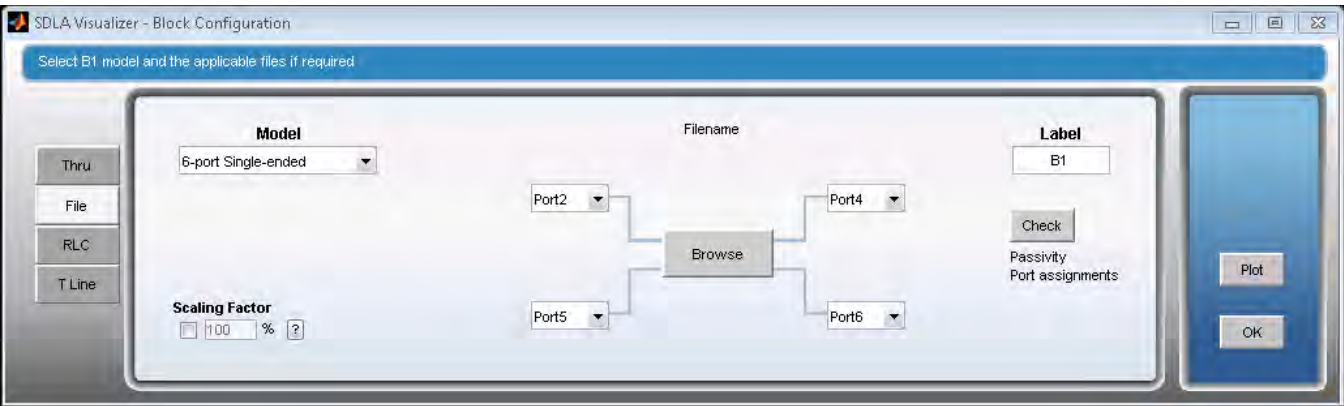 SDLA Visualizer - Block Configuration
Select B1 model and the applicable files if required
Thru
File
RLC
T Line
Model
6-port Single-ended
Scaling Factor
100 % ?
Filename
Port2
Port4
Browse
Port5
Port6
Label
B1
Check
Passivity
Port assignments
Plot
OK